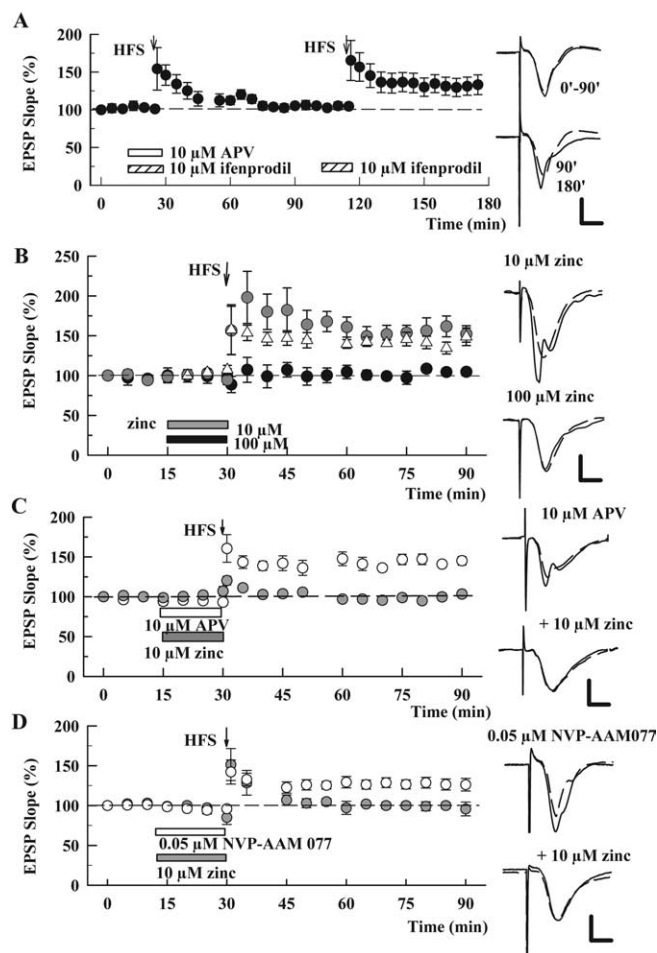 A
200
150
100
50
0
EPSP Slope (%)
HFS
HFS
10 µM APV
10 µM ifenprodil
10 µM ifenprodil
0
30
60
90
120
150
180
Time (min)
0'-90'
90'
180'
B
250
200
150
100
50
0
EPSP Slope (%)
HFS
zinc
10 µM
100 µM
0
15
30
45
60
75
90
Time (min)
10 µM zinc
100 µM zinc
C
200
150
100
50
0
EPSP Slope (%)
HFS
10 µM APV
10 µM zinc
0
15
30
45
60
75
90
Time (min)
10 µM APV
+ 10 µM zinc
D
200
150
100
50
0
EPSP Slope (%)
HFS
0.05 µM NVP-AAM 077
10 µM zinc
0
15
30
45
60
75
90
Time (min)
0.05 µM NVP-AAM077
+ 10 µM zinc